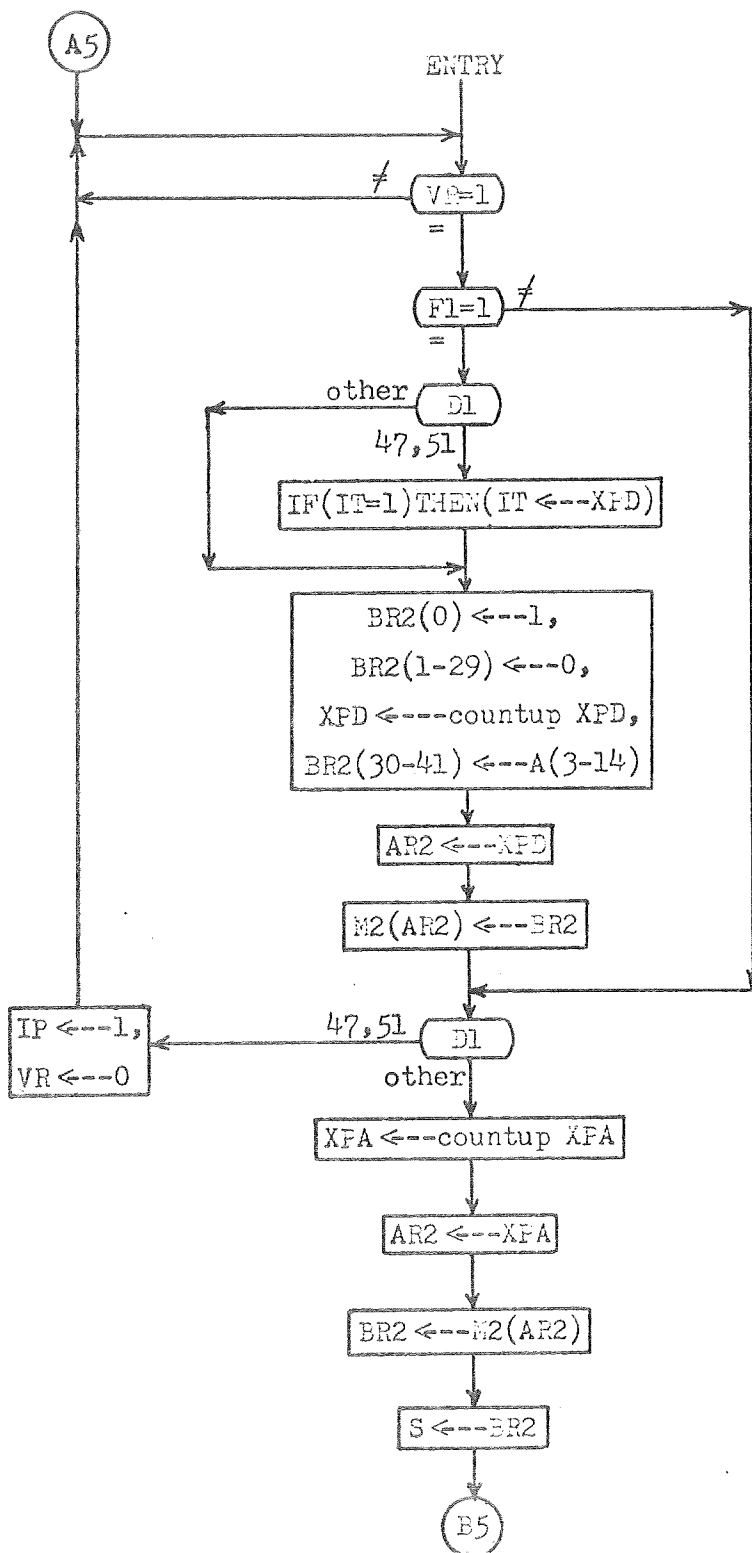 A5
ENTRY
≠
VR=1
=
F1=1
≠
=
other
D1
47,51
IF(IT=1)THEN(IT <---XPD)
BR2(0) <---1,
BR2(1-29) <---0,
XPD <---countup XPD,
BR2(30-41) <---A(3-14)
AR2 <---XPD
M2(AR2) <---BR2
47,51
D1
IP <---1,
VR <---0
other
XPA <---countup XPA
AR2 <---XPA
BR2 <---M2(AR2)
S <---BR2
B5